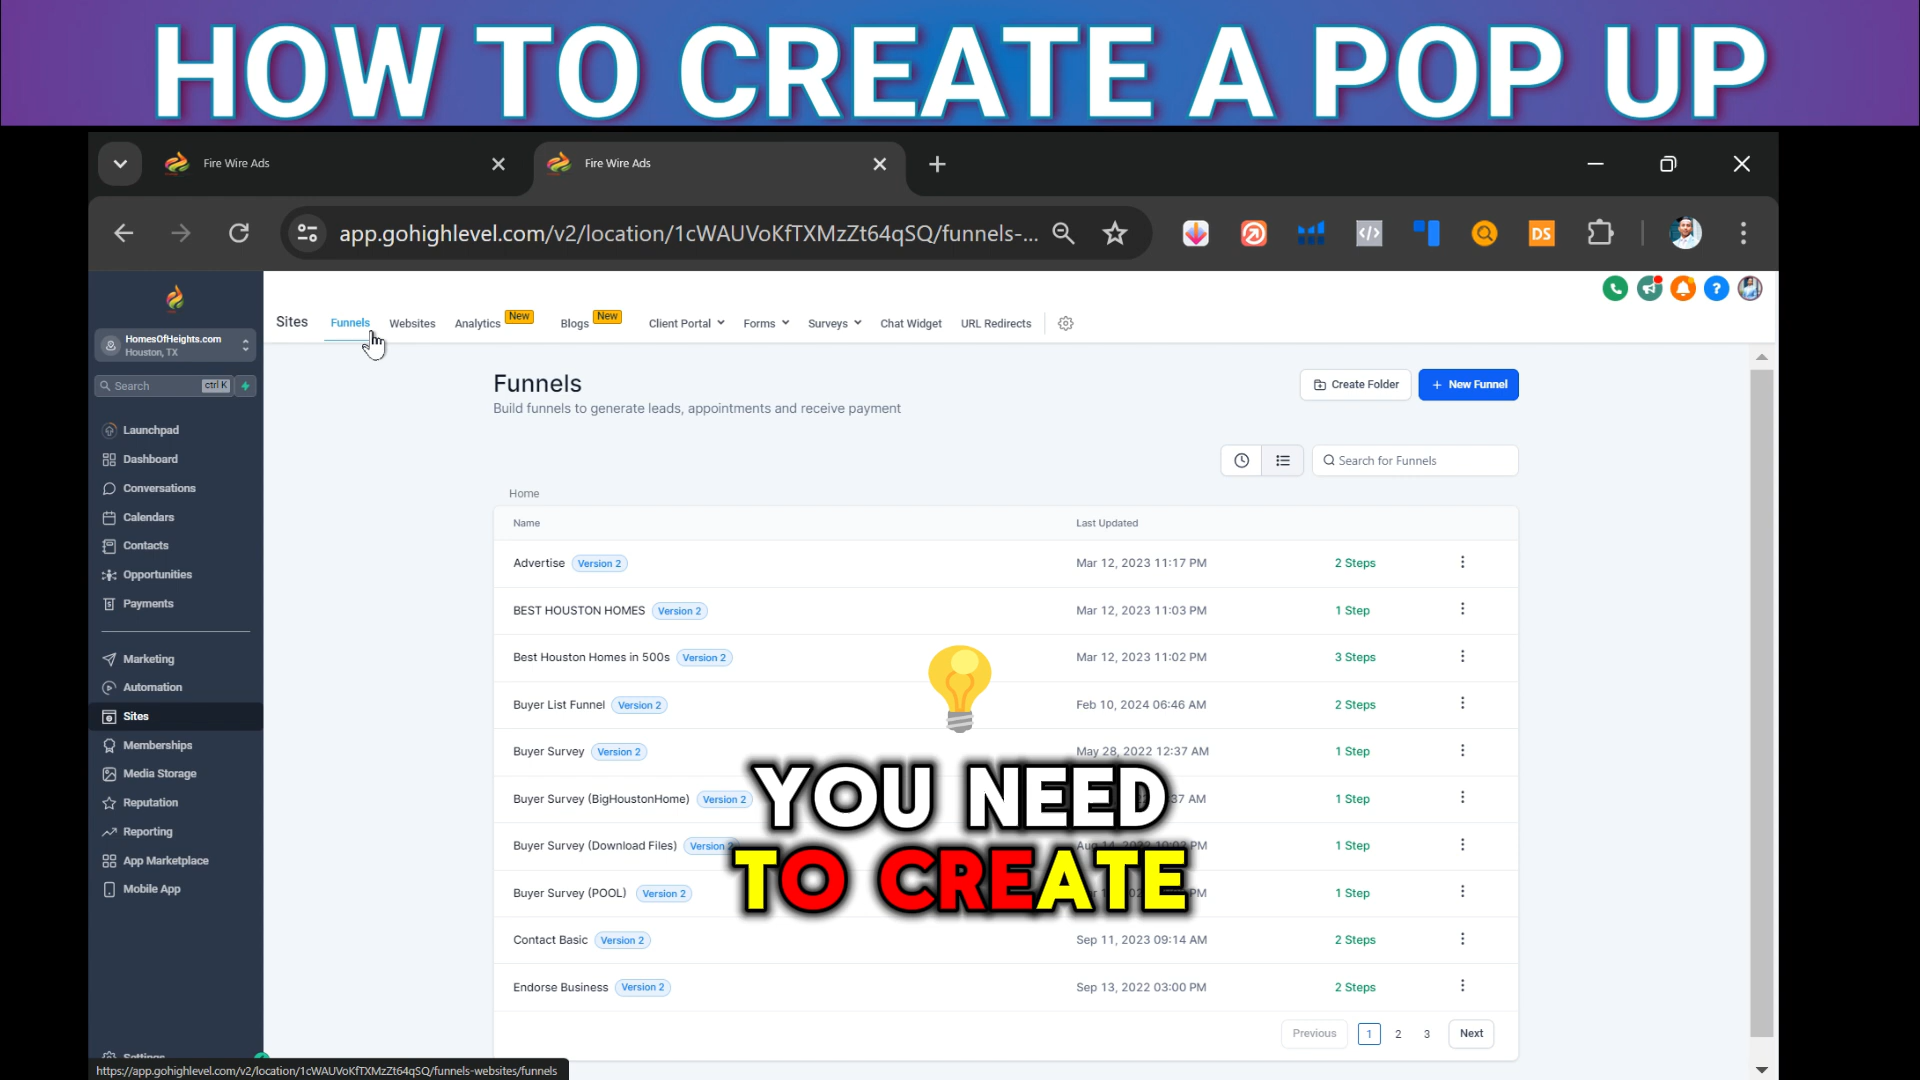 HOW TO CREATE A POP UP
Fire Wire Ads
Fire Wire Ads
app.gohighlevel.com/v2/location/1cWAUVoKfTXMzZt64qSQ/funnels-...
DS
HomesOfHeights.com
Houston, TX
Search ctrl K
Launchpad
Dashboard
Conversations
Calendars
Contacts
Opportunities
Payments
Marketing
Automation
Sites
Memberships
Media Storage
Reputation
Reporting
App Marketplace
Mobile App
Settings
Sites Funnels Websites Analytics New Blogs New Client Portal Forms Surveys Chat Widget URL Redirects
Funnels
Build funnels to generate leads, appointments and receive payment
Create Folder
+ New Funnel
Search for Funnels
Home
Name Last Updated
Advertise Version 2 Mar 12, 2023 11:17 PM 2 Steps
BEST HOUSTON HOMES Version 2 Mar 12, 2023 11:03 PM 1 Step
Best Houston Homes in 500s Version 2 Mar 12, 2023 11:02 PM 3 Steps
Buyer List Funnel Version 2 Feb 10, 2024 06:46 AM 2 Steps
Buyer Survey Version 2 May 28, 2022 12:37 AM 1 Step
Buyer Survey (BigHoustonHome) Version 2 AM 1 Step
Buyer Survey (Download Files) Version 2 1 Step
Buyer Survey (POOL) Version 2 PM 1 Step
Contact Basic Version 2 Sep 11, 2023 09:14 AM 2 Steps
Endorse Business Version 2 Sep 13, 2022 03:00 PM 2 Steps
YOU NEED
TO CREATE
Previous 1 2 3 Next
https://app.gohighlevel.com/v2/location/1cWAUVoKfTXMzZt64qSQ/funnels-websites/funnels